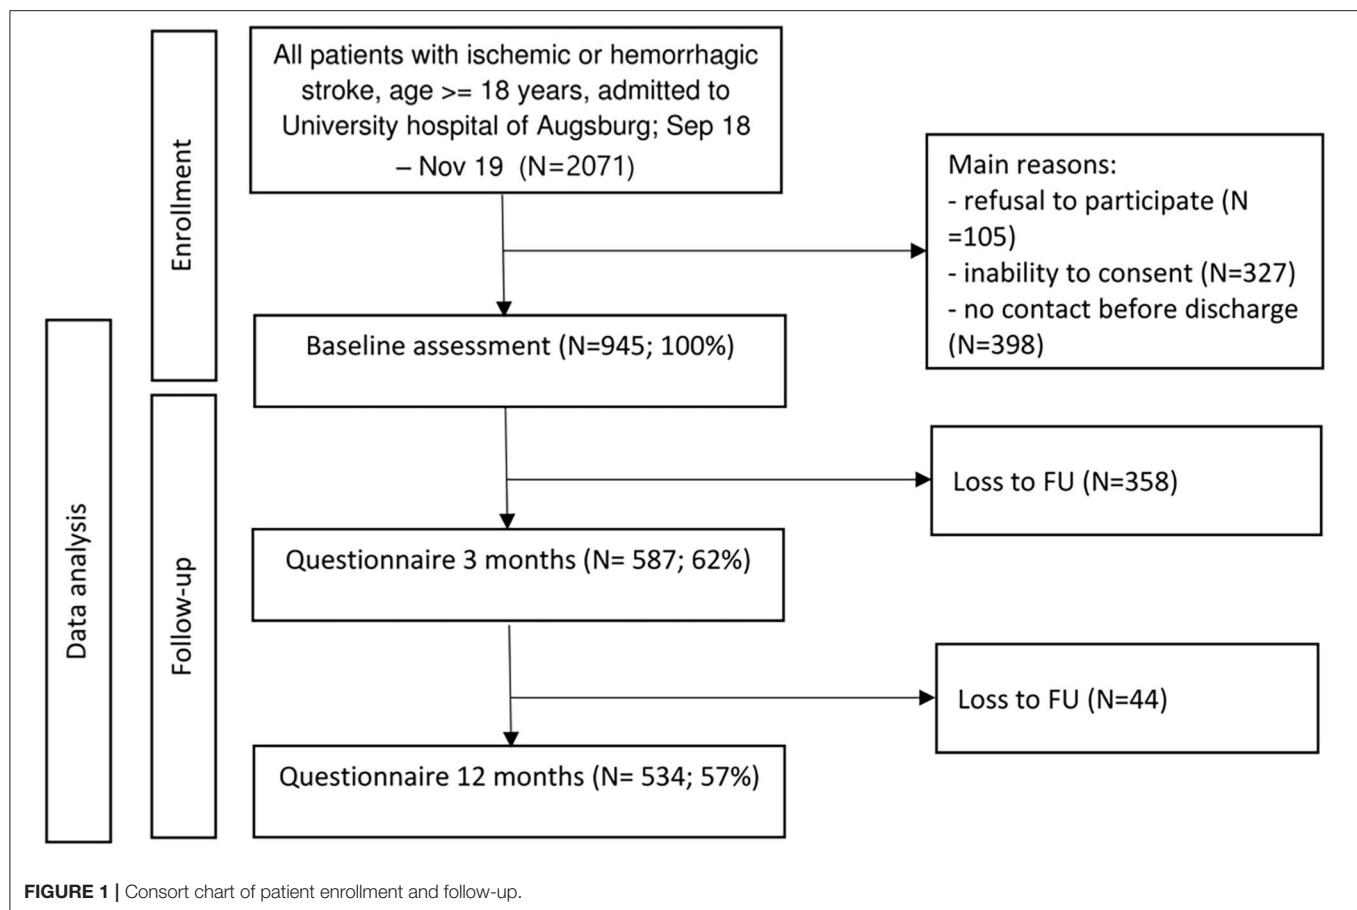 Enrollment
All patients with ischemic or hemorrhagic
stroke, age >= 18 years, admitted to
University hospital of Augsburg; Sep 18
– Nov 19 (N=2071)
Main reasons:
- refusal to participate (N
=105)
- inability to consent (N=327)
- no contact before discharge
(N=398)
Baseline assessment (N=945; 100%)
Data analysis
Follow-up
Loss to FU (N=358)
Questionnaire 3 months (N= 587; 62%)
Loss to FU (N=44)
Questionnaire 12 months (N= 534; 57%)
FIGURE 1 | Consort chart of patient enrollment and follow-up.